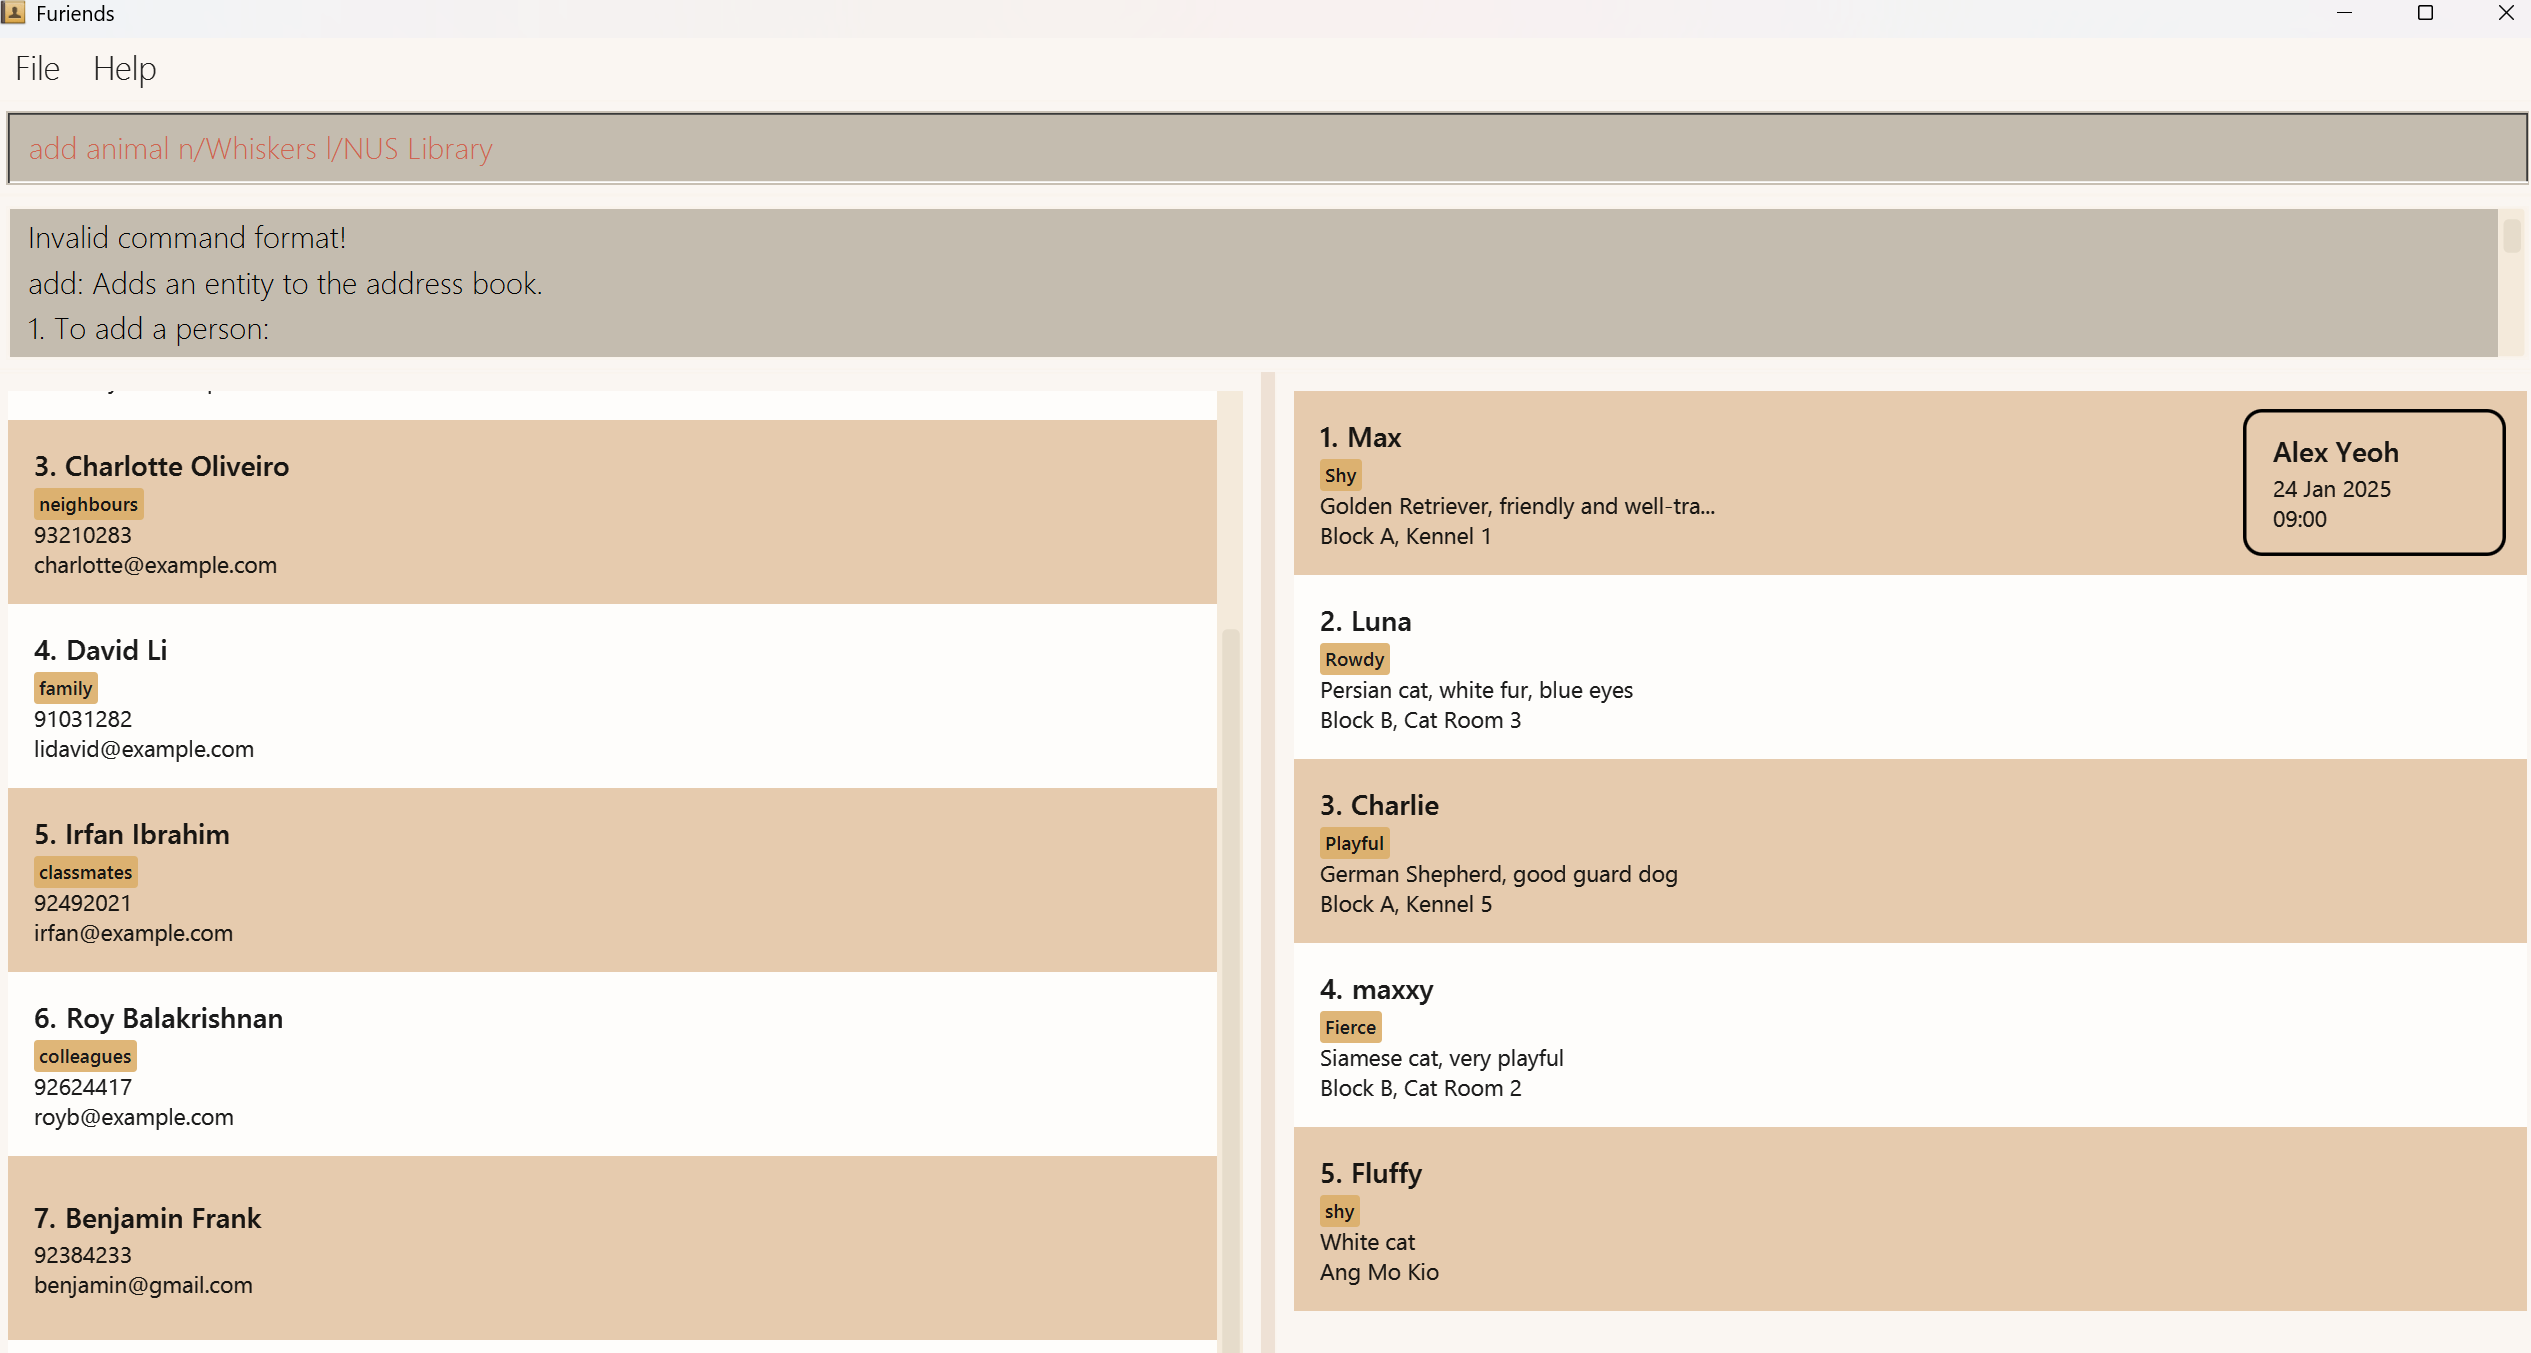 Furiends
File Help
add animal n/Whiskers l/NUS Library
Invalid command format!
add: Adds an entity to the address book.
1. To add a person:
3. Charlotte Oliveiro
neighbours
93210283
charlotte@example.com
4. David Li
family
91031282
lidavid@example.com
5. Irfan Ibrahim
classmates
92492021
irfan@example.com
6. Roy Balakrishnan
colleagues
92624417
royb@example.com
7. Benjamin Frank
92384233
benjamin@gmail.com
1. Max
Shy
Golden Retriever, friendly and well-tra...
Block A, Kennel 1
Alex Yeoh
24 Jan 2025
09:00
2. Luna
Rowdy
Persian cat, white fur, blue eyes
Block B, Cat Room 3
3. Charlie
Playful
German Shepherd, good guard dog
Block A, Kennel 5
4. maxxy
Fierce
Siamese cat, very playful
Block B, Cat Room 2
5. Fluffy
shy
White cat
Ang Mo Kio